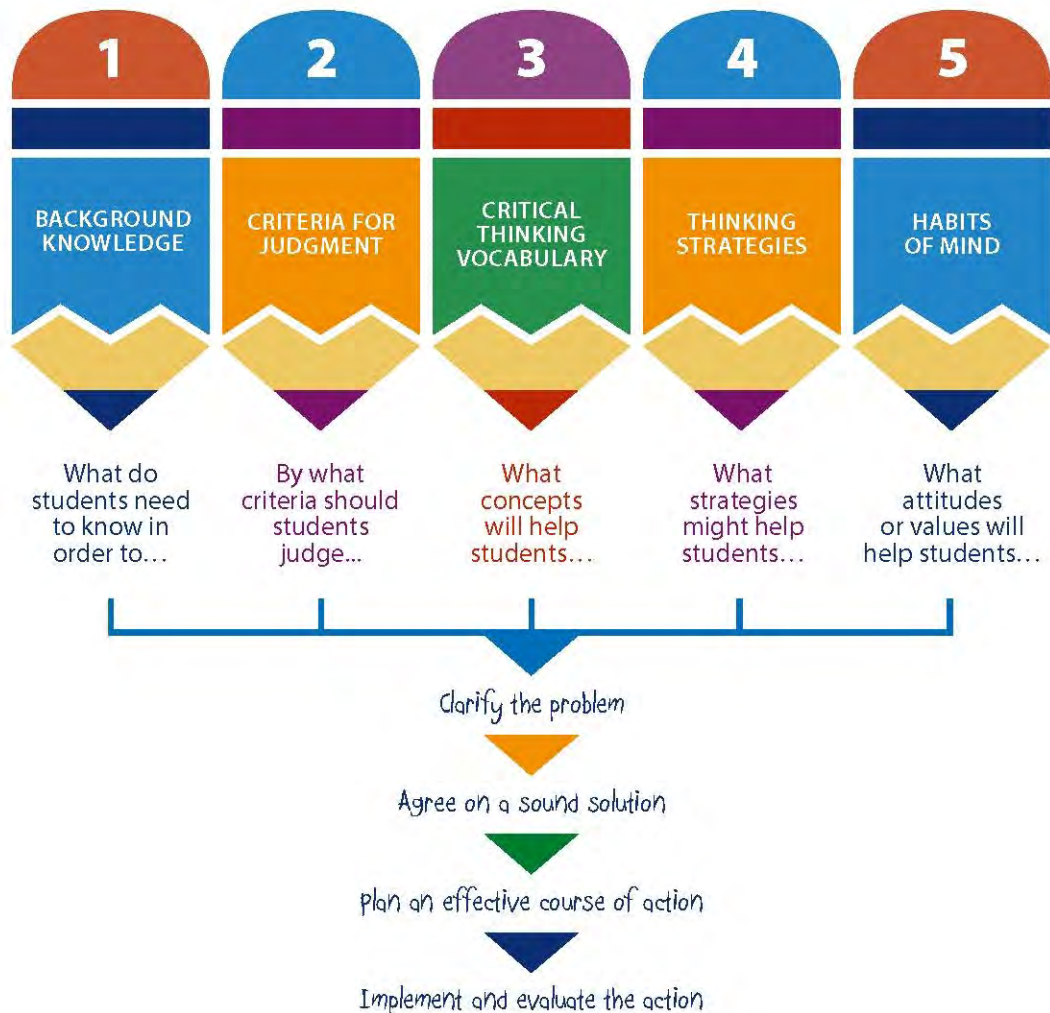 1
2
3
4
5
BACKGROUND
KNOWLEDGE
CRITERIA FOR
JUDGMENT
CRITICAL
THINKING
VOCABULARY
THINKING
STRATEGIES
HABITS
OF MIND
What do
students need
to know in
order to…
By what
criteria should
students
judge...
What
concepts
will help
students…
What
strategies
might help
students…
What
attitudes
or values will
help students…
Clarify the problem
Agree on a sound solution
Plan an effective course of action
Implement and evaluate the action